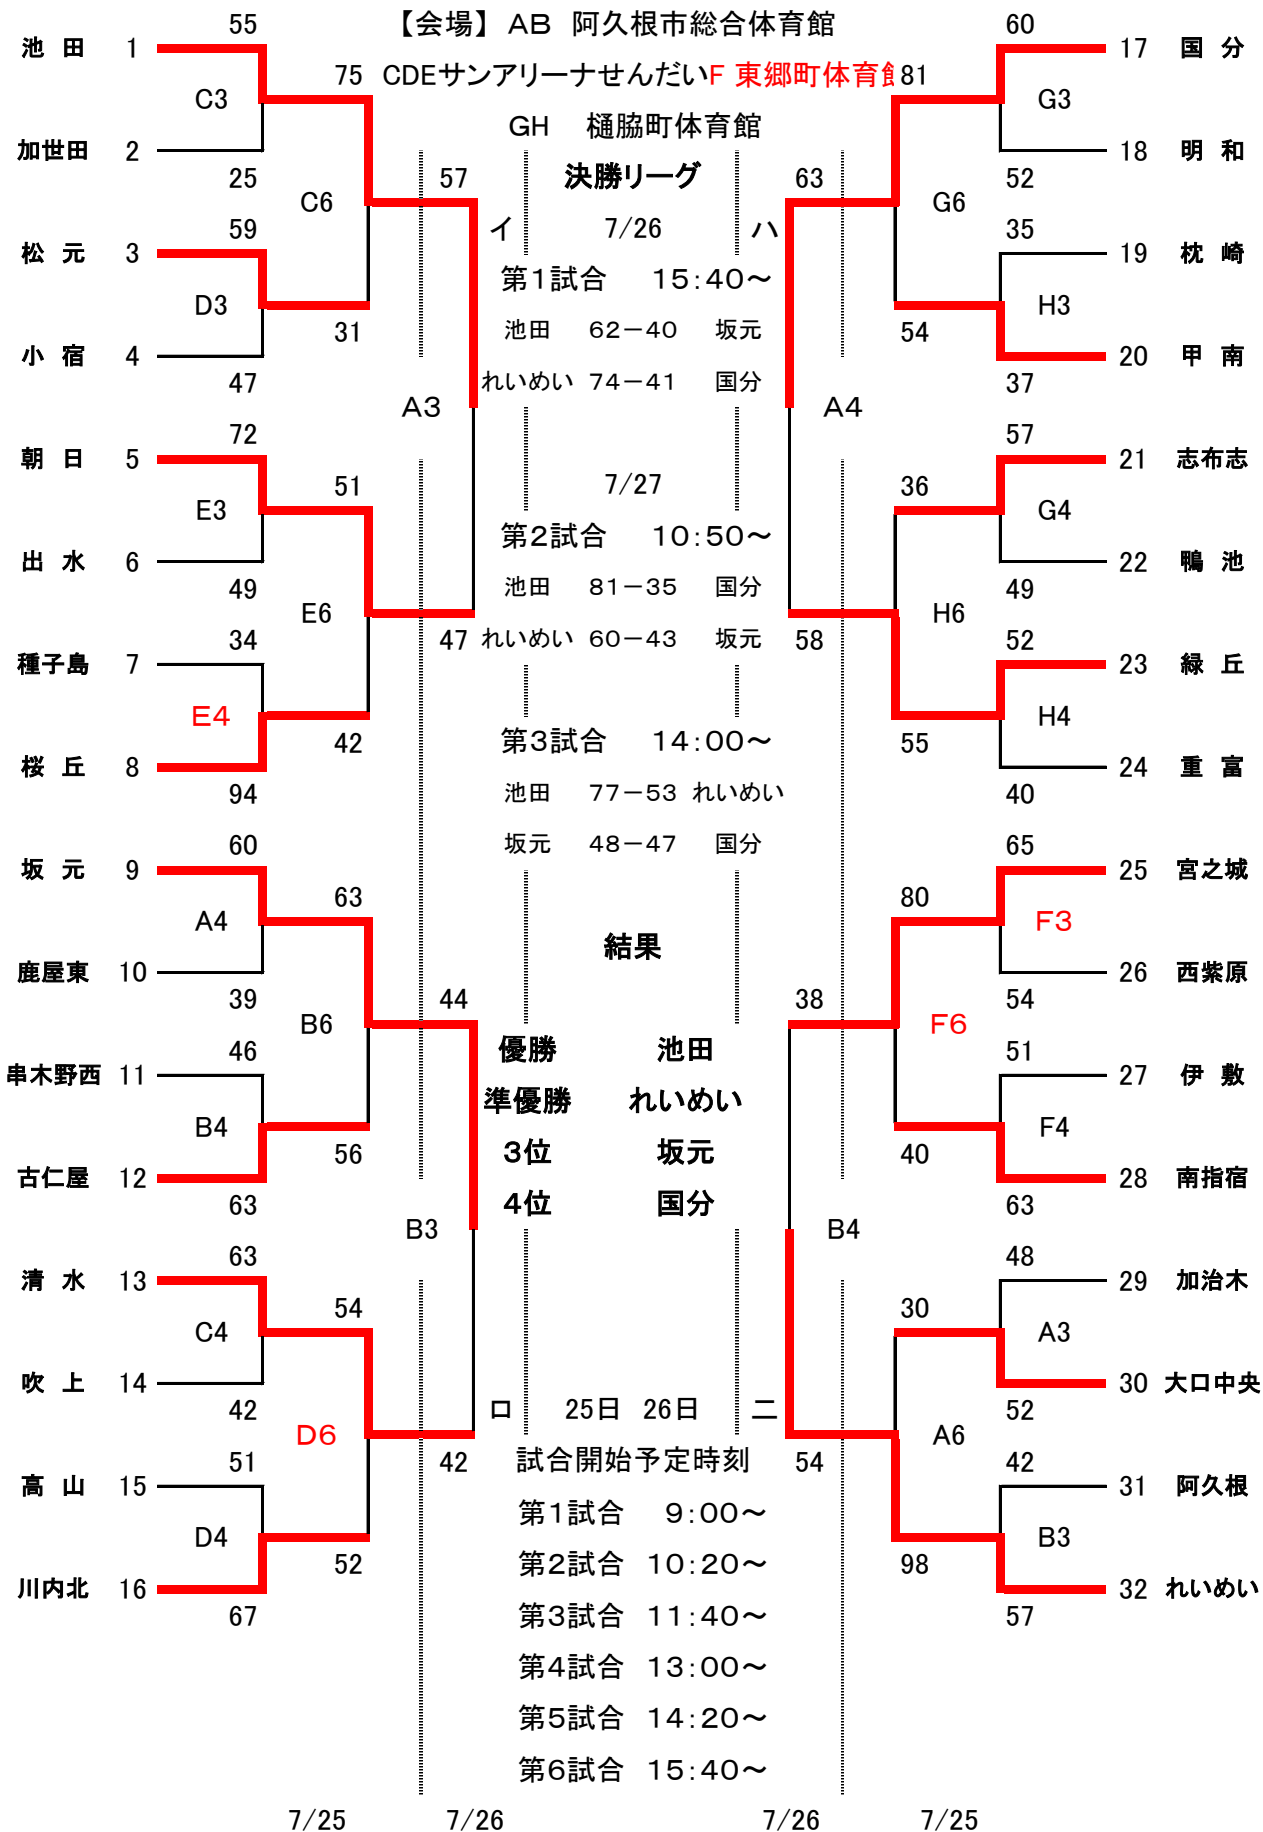 【会場】 AB 阿久根市総合体育館
CDEサンアリーナせんだい F 東郷町体育館
GH 樋脇町体育館
池 田 1 55
加世田 2 25
C3
75
松 元 3 59
小 宿 4 47
D3
31
C6
57
朝 日 5 72
出 水 6 49
E3
51
種子島 7 34
桜 丘 8 94
E4
42
E6
47
A3
坂 元 9 60
鹿屋東 10 39
A4
63
串木野西 11 46
古仁屋 12 63
B4
56
B6
44
清 水 13 63
吹 上 14 42
C4
54
高 山 15 51
川内北 16 67
D4
52
D6
42
B3
イ
ロ
ハ
ニ
決勝リーグ
7/26
第1試合 15:40～
池田 62－40 坂元
れいめい 74－41 国分
7/27
第2試合 10:50～
池田 81－35 国分
れいめい 60－43 坂元
第3試合 14:00～
池田 77－53 れいめい
坂元 48－47 国分
結果
優勝 池田
準優勝 れいめい
3位 坂元
4位 国分
25日 26日
試合開始予定時刻
第1試合 9:00～
第2試合 10:20～
第3試合 11:40～
第4試合 13:00～
第5試合 14:20～
第6試合 15:40～
60 17 国 分
52 18 明 和
G3
81
35 19 枕 崎
37 20 甲 南
H3
54
G6
63
57 21 志布志
49 22 鴨 池
G4
36
52 23 緑 丘
40 24 重 富
H4
55
H6
58
A4
65 25 宮之城
54 26 西紫原
F3
80
51 27 伊 敷
63 28 南指宿
F4
40
F6
38
48 29 加治木
52 30 大口中央
A3
30
42 31 阿久根
57 32 れいめい
B3
98
A6
54
B4
7/25 7/26 7/26 7/25